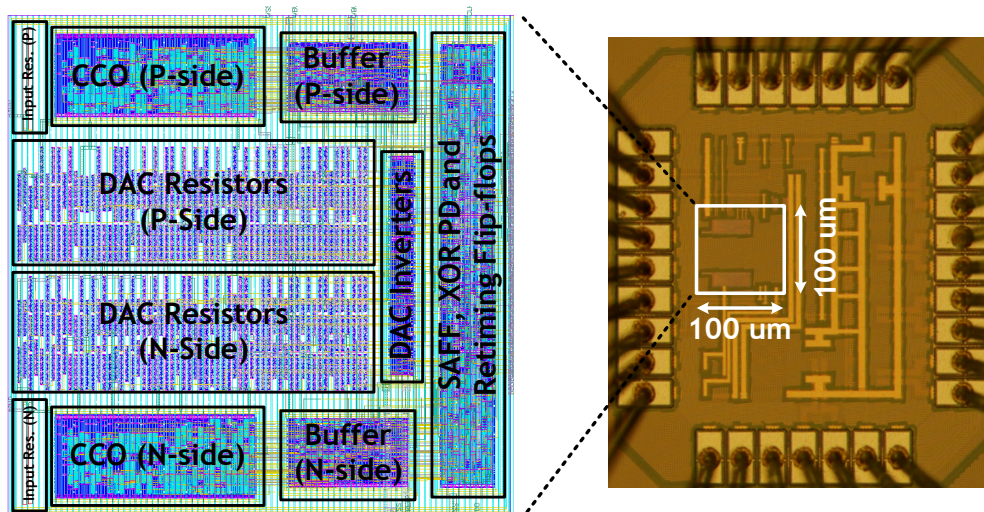 Input Res. (P)
CCO (P-side)
Buffer
(P-side)
DAC Resistors
(P-Side)
DAC Inverters
SAFF, XOR PD and
Retiming Flip-flops
DAC Resistors
(N-Side)
Input Res. (N)
CCO (N-side)
Buffer
(N-side)
100 um
100 um